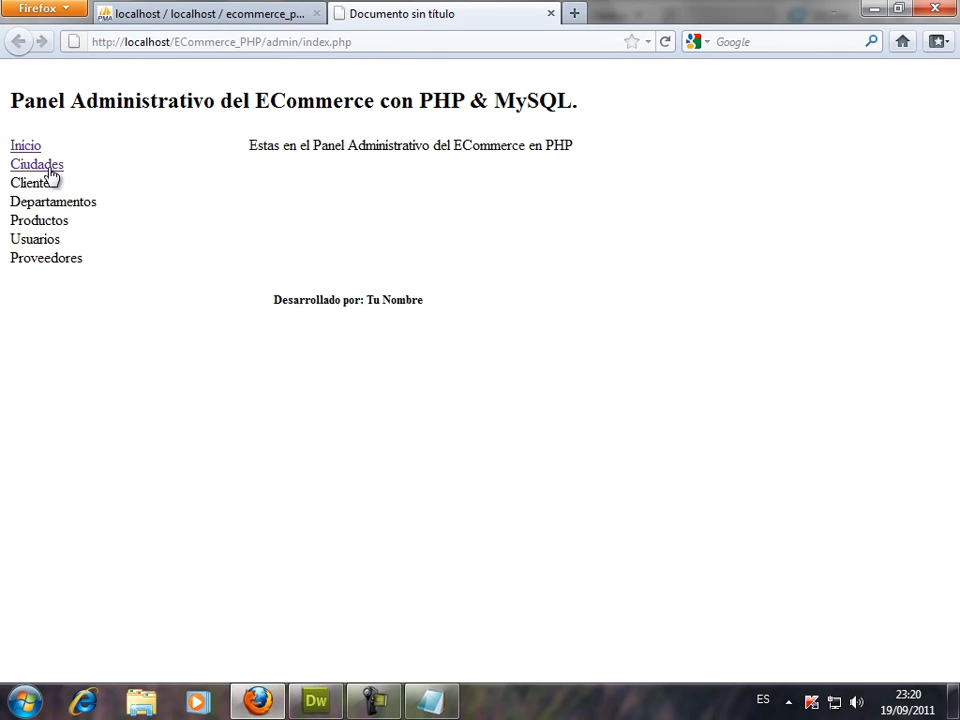 Firefox
localhost / localhost / ecommerce_p...
Documento sin título
http://localhost/ECommerce_PHP/admin/index.php
Google
Panel Administrativo del ECommerce con PHP & MySQL.
Inicio
Estas en el Panel Administrativo del ECommerce en PHP
Ciudades
Clientes
Departamentos
Productos
Usuarios
Proveedores
Desarrollado por: Tu Nombre
Dw
ES
23:20
19/09/2011